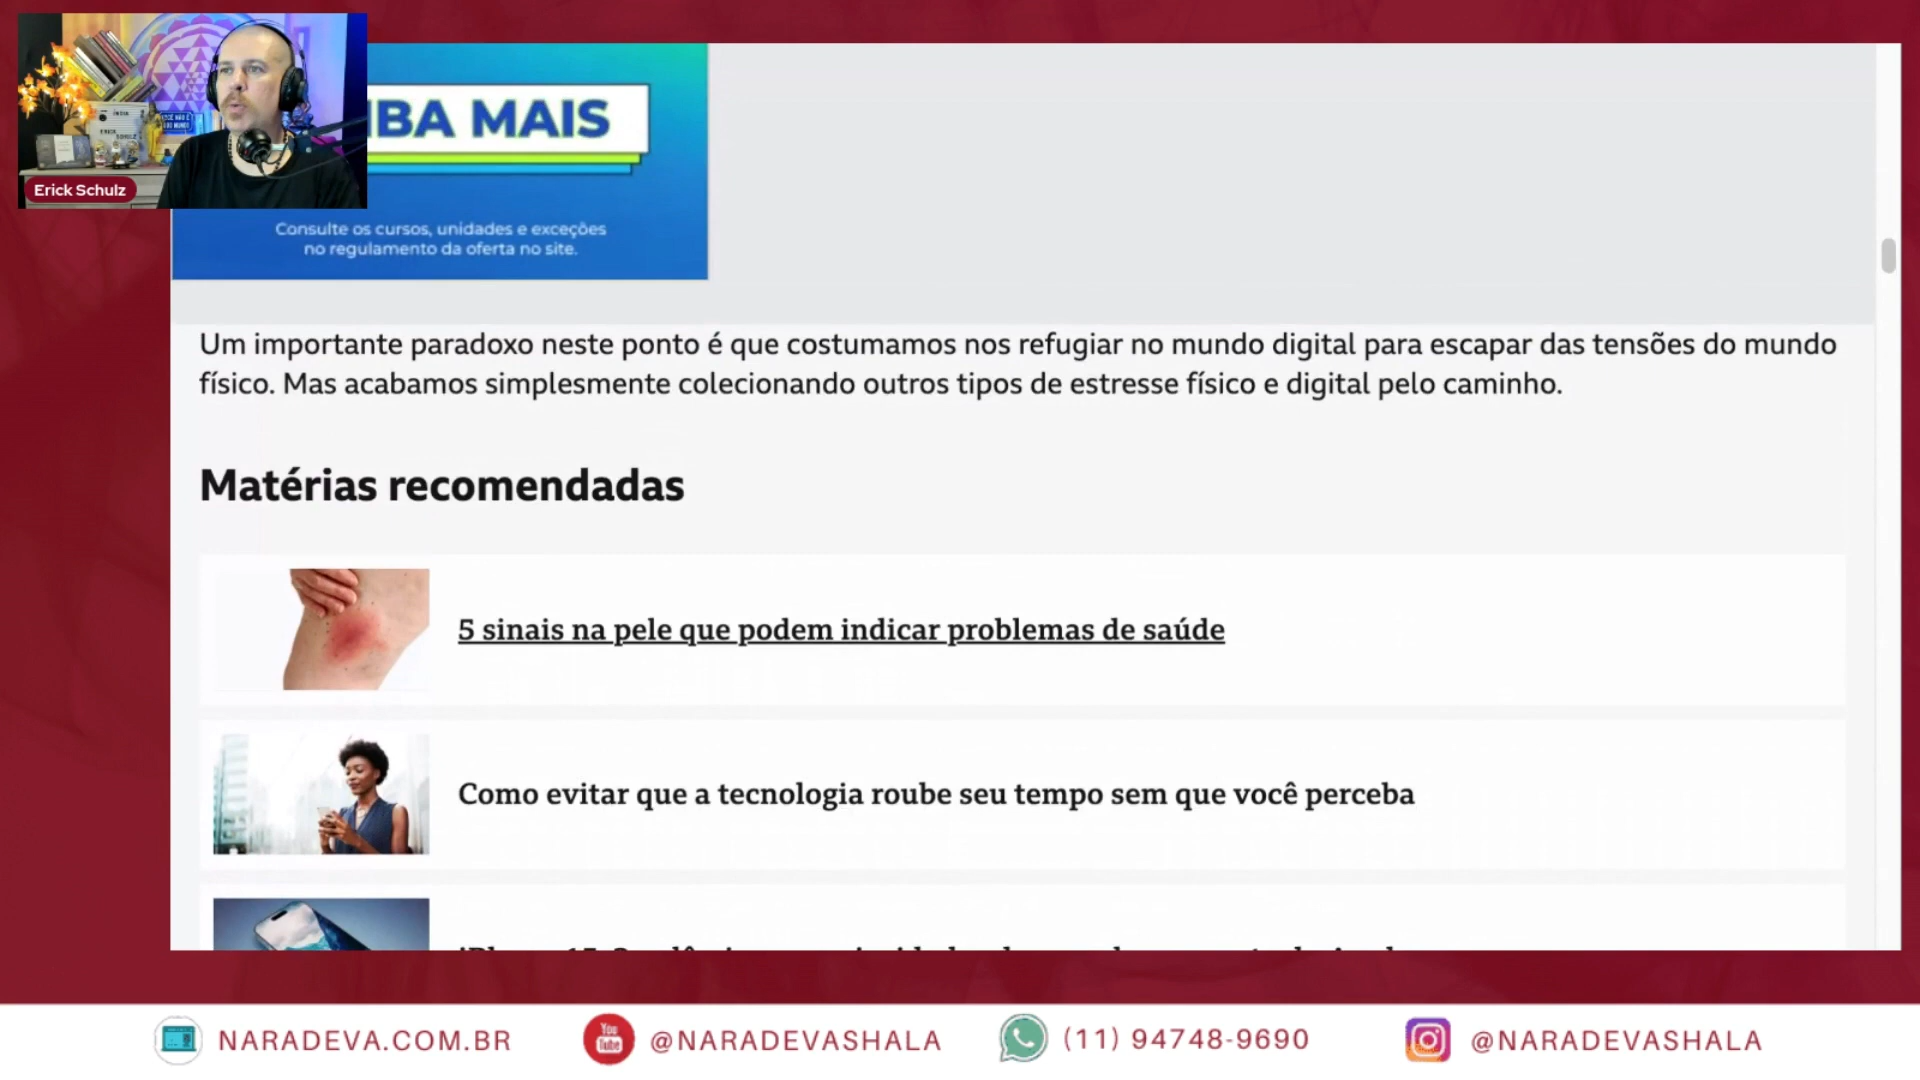 Erick Schulz
IBA MAIS
Consulte os cursos, unidades e exceções
no regulamento da oferta no site.
Um importante paradoxo neste ponto é que costumamos nos refugiar no mundo digital para escapar das tensões do mundo
físico. Mas acabamos simplesmente colecionando outros tipos de estresse físico e digital pelo caminho.
Matérias recomendadas
5 sinais na pele que podem indicar problemas de saúde
Como evitar que a tecnologia roube seu tempo sem que você perceba
NARADEVA.COM.BR
You
Tube
@NARADEVASHALA
(11) 94748-9690
@NARADEVASHALA